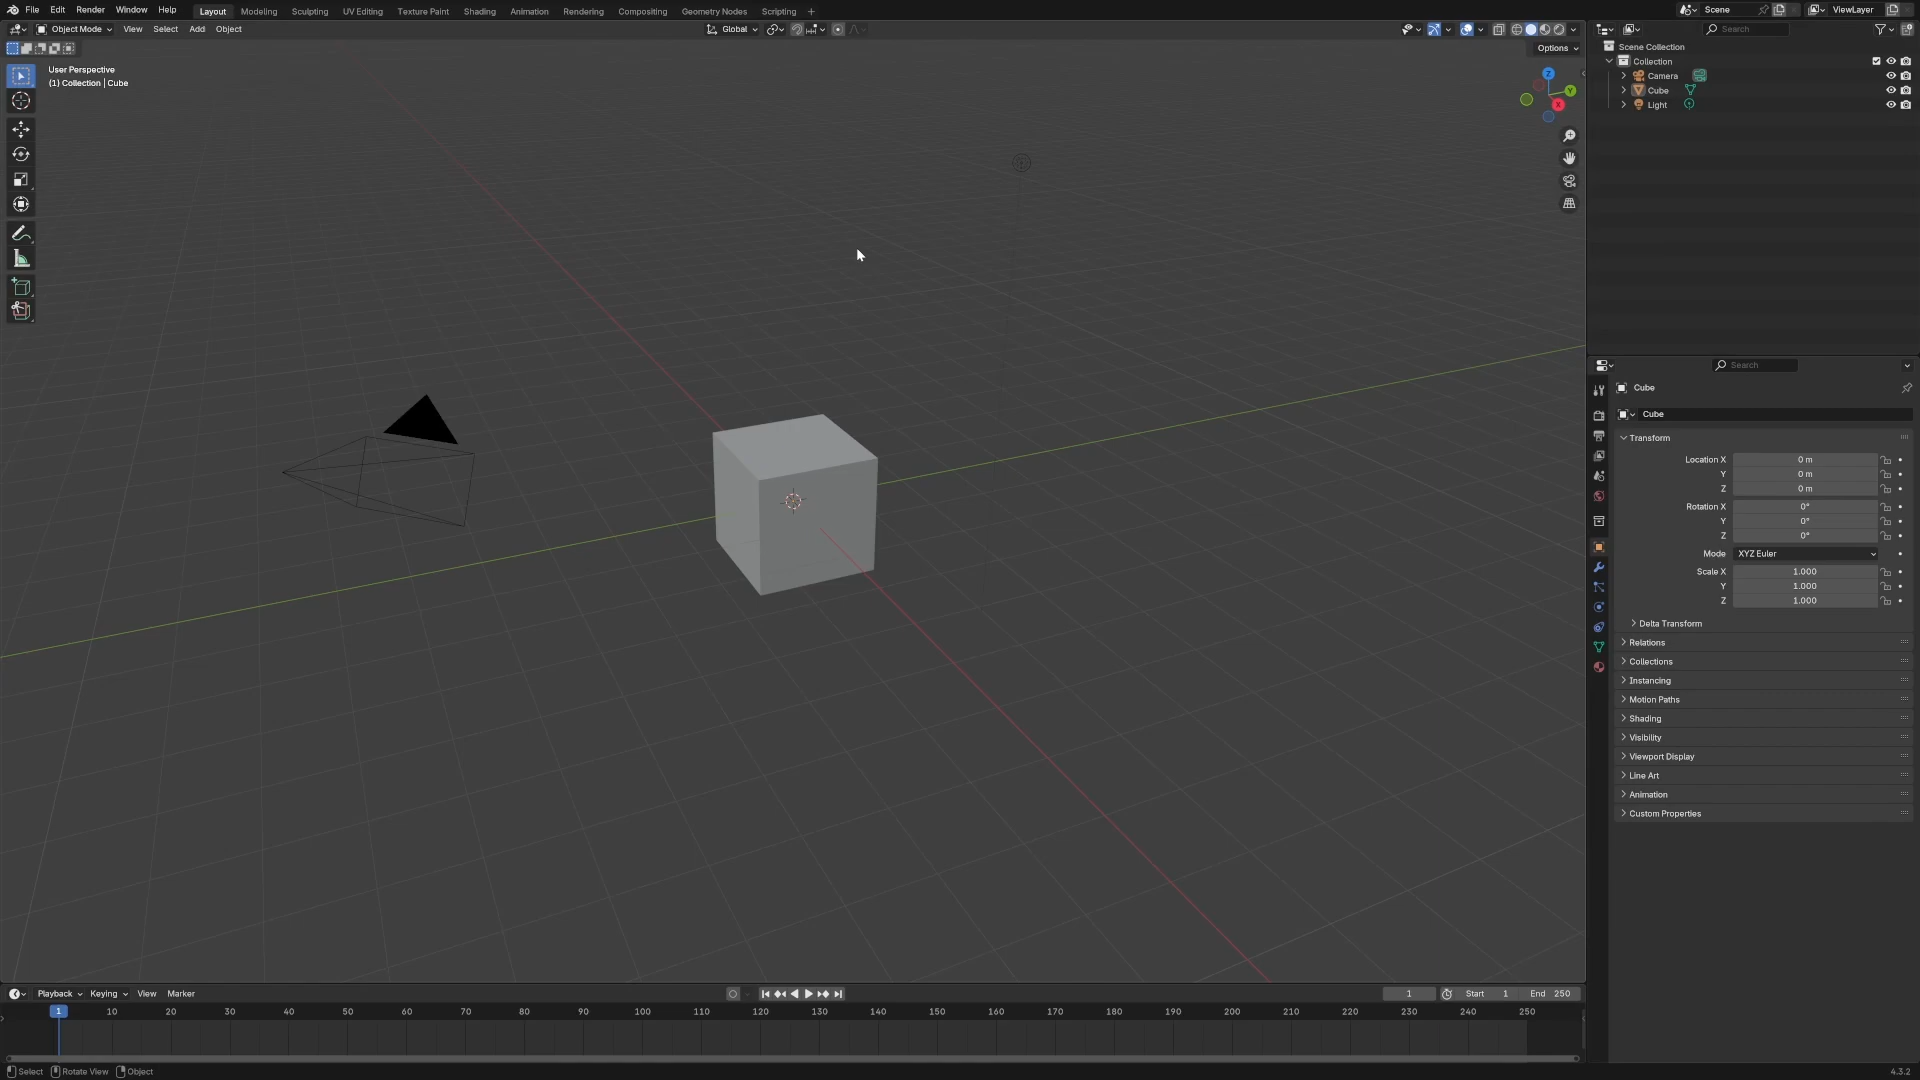 File Edit Render Window Help Layout Modeling Sculpting UV Editing Texture Paint Shading Animation Rendering Compositing Geometry Nodes Scripting + Scene ViewLayer
Object Mode View Select Add Object Global Search
Options
User Perspective
(1) Collection | Cube
Z
Y
X
Scene Collection
Collection
Camera
Cube
Light
Search
Cube
Cube
Transform
Location X 0 m
Y 0 m
Z 0 m
Rotation X 0°
Y 0°
Z 0°
Mode XYZ Euler
Scale X 1.000
Y 1.000
Z 1.000
Delta Transform
Relations
Collections
Instancing
Motion Paths
Shading
Visibility
Viewport Display
Line Art
Animation
Custom Properties
Playback Keying View Marker 1 Start 1 End 250
1 10 20 30 40 50 60 70 80 90 100 110 120 130 140 150 160 170 180 190 200 210 220 230 240 250
Select Rotate View Object 4.3.2